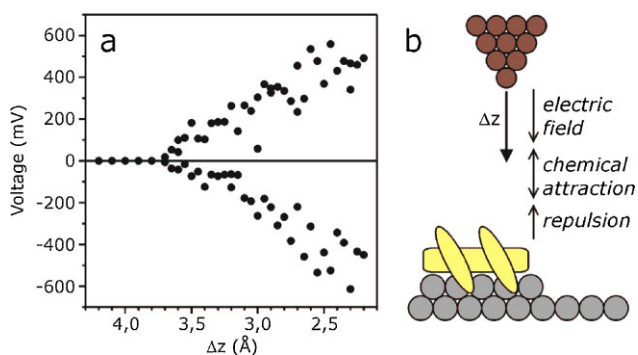 a
600
400
200
0
-200
-400
-600
Voltage (mV)
4,0
3,5
3,0
2,5
Δz (Å)
b
Δz
electric
field
chemical
attraction
repulsion